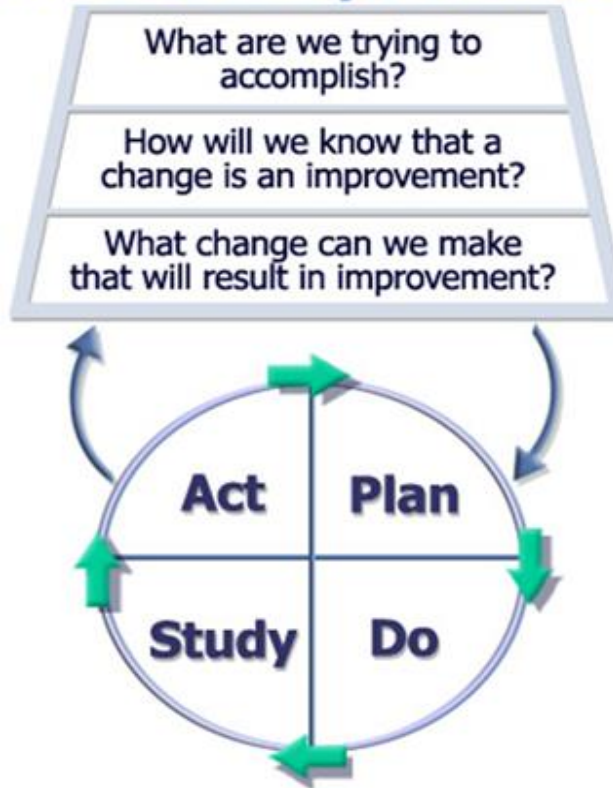 What are we trying to
accomplish?
How will we know that a
change is an improvement?
What change can we make
that will result in improvement?
Act Plan
Study Do